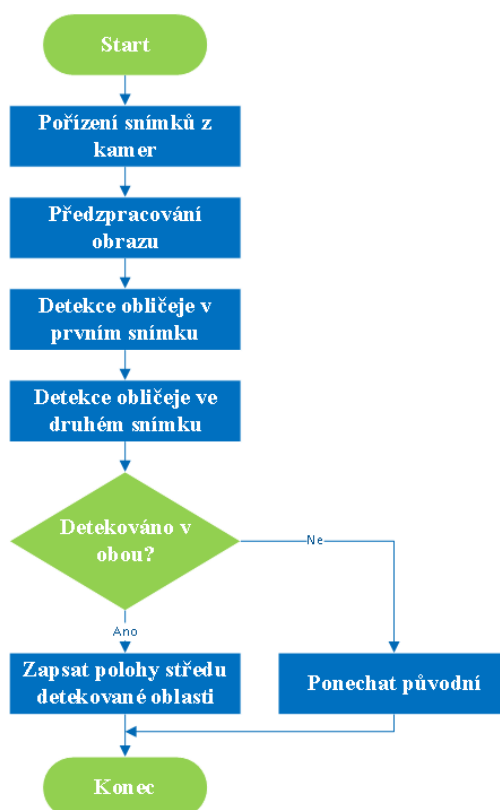 Start
Pořízení snímků z
kamer
Předzpracování
obrazu
Detekce obličeje v
prvním snímku
Detekce obličeje ve
druhém snímku
Detekováno v
obou?
Ne
Ano
Zapsat polohy středu
detekované oblasti
Ponechat původní
Konec